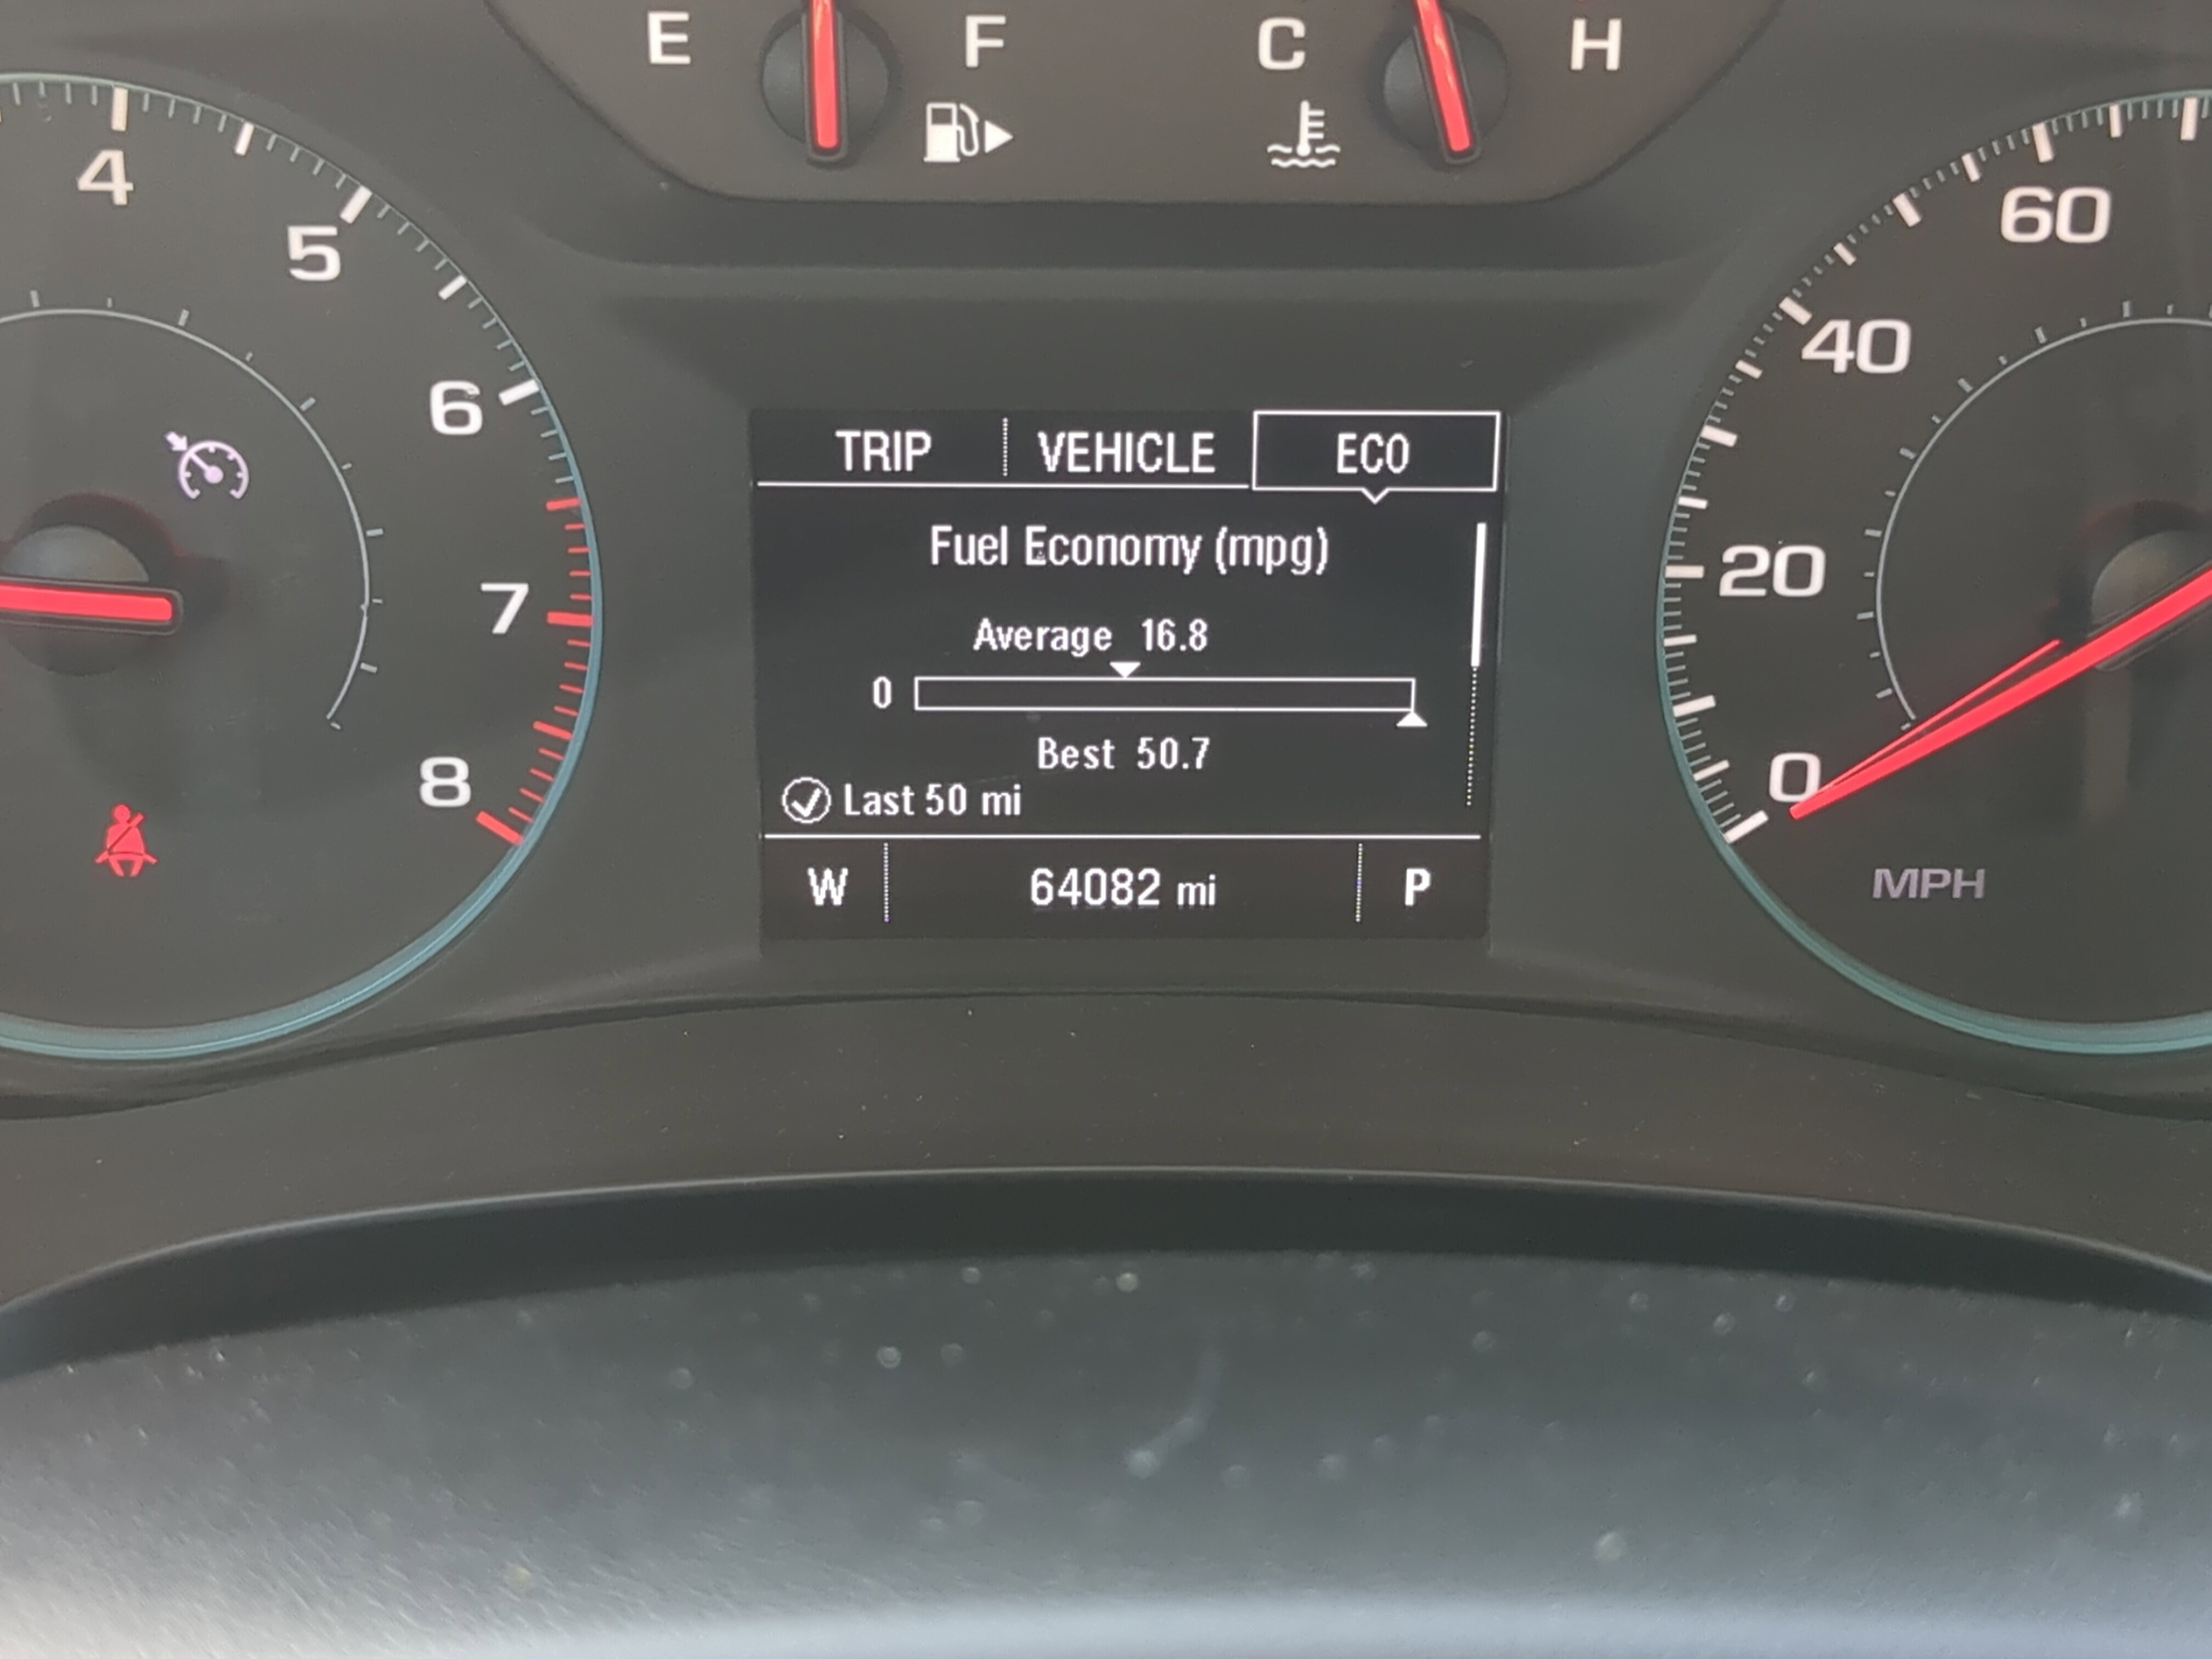 E F C H
4
5
6
7
8
60
40
20
0
MPH
TRIP VEHICLE ECO
Fuel Economy (mpg)
Average 16.8
0
Best 50.7
Last 50 mi
W 64082 mi P